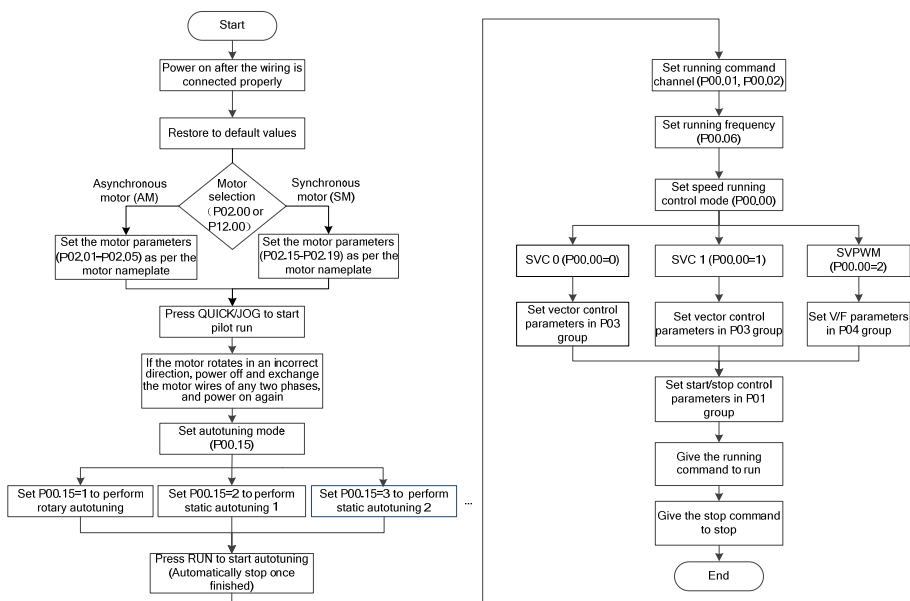 Start
Power on after the wiring is
connected properly
Restore to default values
Asynchronous
motor (AM)
Motor
selection
(P02.00 or
P12.00)
Synchronous
motor (SM)
Set the motor parameters
(P02.01-P02.05) as per the
motor nameplate
Set the motor parameters
(P02.15-P02.19) as per the
motor nameplate
Press QUICK/JOG to start
pilot run
If the motor rotates in an incorrect
direction, power off and exchange
the motor wires of any two phases,
and power on again
Set autotuning mode
(P00.15)
Set P00.15=1 to perform
rotary autotuning
Set P00.15=2 to perform
static autotuning 1
Set P00.15=3 to perform
static autotuning 2
...
Press RUN to start autotuning
(Automatically stop once
finished)
Set running command
channel (P00.01, P00.02)
Set running frequency
(P00.06)
Set speed running
control mode (P00.00)
SVC 0 (P00.00=0)
SVC 1 (P00.00=1)
SVPWM
(P00.00=2)
Set vector control
parameters in P03
group
Set vector control
parameters in P03
group
Set V/F parameters
in P04 group
Set start/stop control
parameters in P01
group
Give the running
command to run
Give the stop command
to stop
End